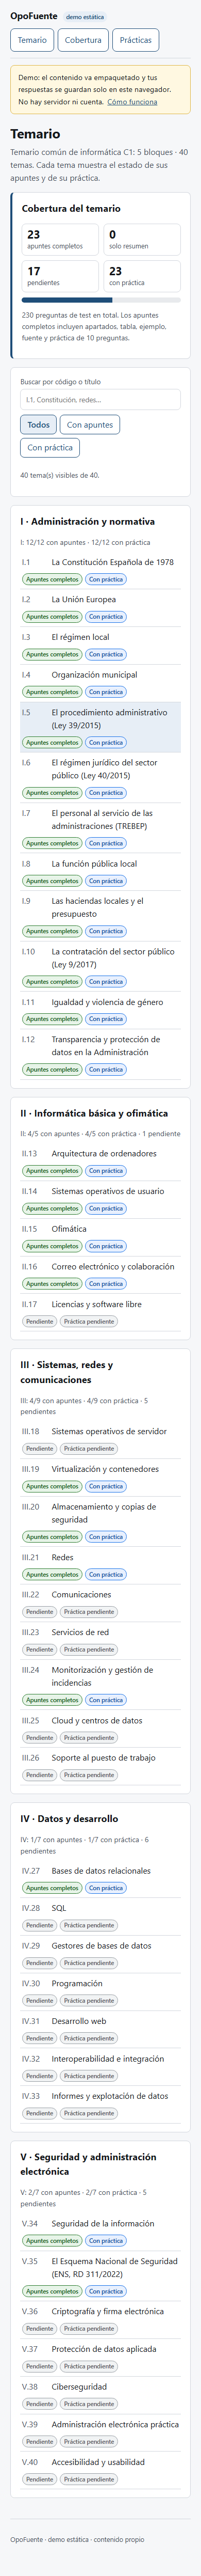 OpoFuente demo estática
Temario Cobertura Prácticas
Demo: el contenido va empaquetado y tus
respuestas se guardan solo en este navegador.
No hay servidor ni cuenta. Cómo funciona
Temario
Temario común de informática C1: 5 bloques · 40
temas. Cada tema muestra el estado de sus
apuntes y de su práctica.
Cobertura del temario
23 0
apuntes completos solo resumen
17 23
pendientes con práctica
230 preguntas de test en total. Los apuntes
completos incluyen apartados, tabla, ejemplo,
fuente y práctica de 10 preguntas.
Buscar por código o título
I.1, Constitución, redes...
Todos Con apuntes
Con práctica
40 tema(s) visibles de 40.
I · Administración y normativa
I: 12/12 con apuntes · 12/12 con práctica
I.1 La Constitución Española de 1978
Apuntes completos Con práctica
I.2 La Unión Europea
Apuntes completos Con práctica
I.3 El régimen local
Apuntes completos Con práctica
I.4 Organización municipal
Apuntes completos Con práctica
I.5 El procedimiento administrativo
(Ley 39/2015)
Apuntes completos Con práctica
I.6 El régimen jurídico del sector
público (Ley 40/2015)
Apuntes completos Con práctica
I.7 El personal al servicio de las
administraciones (TREBEP)
Apuntes completos Con práctica
I.8 La función pública local
Apuntes completos Con práctica
I.9 Las haciendas locales y el
presupuesto
Apuntes completos Con práctica
I.10 La contratación del sector público
(Ley 9/2017)
Apuntes completos Con práctica
I.11 Igualdad y violencia de género
Apuntes completos Con práctica
I.12 Transparencia y protección de
datos en la Administración
Apuntes completos Con práctica
II · Informática básica y ofimática
II: 4/5 con apuntes · 4/5 con práctica · 1 pendiente
II.13 Arquitectura de ordenadores
Apuntes completos Con práctica
II.14 Sistemas operativos de usuario
Apuntes completos Con práctica
II.15 Ofimática
Apuntes completos Con práctica
II.16 Correo electrónico y colaboración
Apuntes completos Con práctica
II.17 Licencias y software libre
Pendiente Práctica pendiente
III · Sistemas, redes y
comunicaciones
III: 4/9 con apuntes · 4/9 con práctica · 5
pendientes
III.18 Sistemas operativos de servidor
Pendiente Práctica pendiente
III.19 Virtualización y contenedores
Apuntes completos Con práctica
III.20 Almacenamiento y copias de
seguridad
Apuntes completos Con práctica
III.21 Redes
Apuntes completos Con práctica
III.22 Comunicaciones
Pendiente Práctica pendiente
III.23 Servicios de red
Pendiente Práctica pendiente
III.24 Monitorización y gestión de
incidencias
Apuntes completos Con práctica
III.25 Cloud y centros de datos
Pendiente Práctica pendiente
III.26 Soporte al puesto de trabajo
Pendiente Práctica pendiente
IV · Datos y desarrollo
IV: 1/7 con apuntes · 1/7 con práctica · 6
pendientes
IV.27 Bases de datos relacionales
Apuntes completos Con práctica
IV.28 SQL
Pendiente Práctica pendiente
IV.29 Gestores de bases de datos
Pendiente Práctica pendiente
IV.30 Programación
Pendiente Práctica pendiente
IV.31 Desarrollo web
Pendiente Práctica pendiente
IV.32 Interoperabilidad e integración
Pendiente Práctica pendiente
IV.33 Informes y explotación de datos
Pendiente Práctica pendiente
V · Seguridad y administración
electrónica
V: 2/7 con apuntes · 2/7 con práctica · 5
pendientes
V.34 Seguridad de la información
Apuntes completos Con práctica
V.35 El Esquema Nacional de Seguridad
(ENS, RD 311/2022)
Apuntes completos Con práctica
V.36 Criptografía y firma electrónica
Pendiente Práctica pendiente
V.37 Protección de datos aplicada
Pendiente Práctica pendiente
V.38 Ciberseguridad
Pendiente Práctica pendiente
V.39 Administración electrónica práctica
Pendiente Práctica pendiente
V.40 Accesibilidad y usabilidad
Pendiente Práctica pendiente
OpoFuente · demo estática · contenido propio